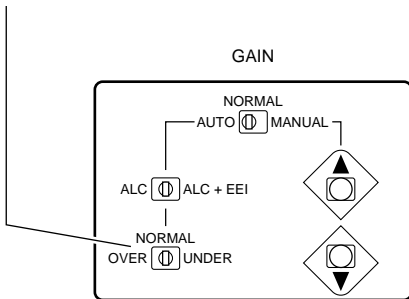 GAIN
NORMAL
AUTO MANUAL
ALC ALC + EEI
NORMAL
OVER UNDER